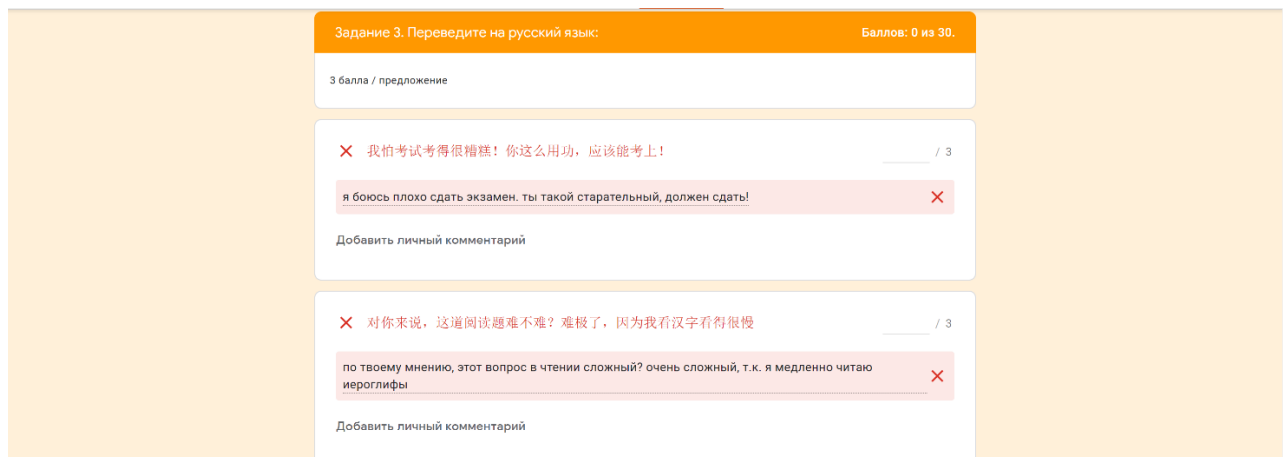 Задание 3. Переведите на русский язык:
Баллов: 0 из 30.
3 балла / предложение
我怕考试考得很糟糕！你这么用功，应该能考上！
/ 3
я боюсь плохо сдать экзамен. ты такой старательный, должен сдать!
Добавить личный комментарий
对你来说，这道阅读题难不难？难极了，因为我看汉字看得很慢
/ 3
по твоему мнению, этот вопрос в чтении сложный? очень сложный, т.к. я медленно читаю
иероглифы
Добавить личный комментарий